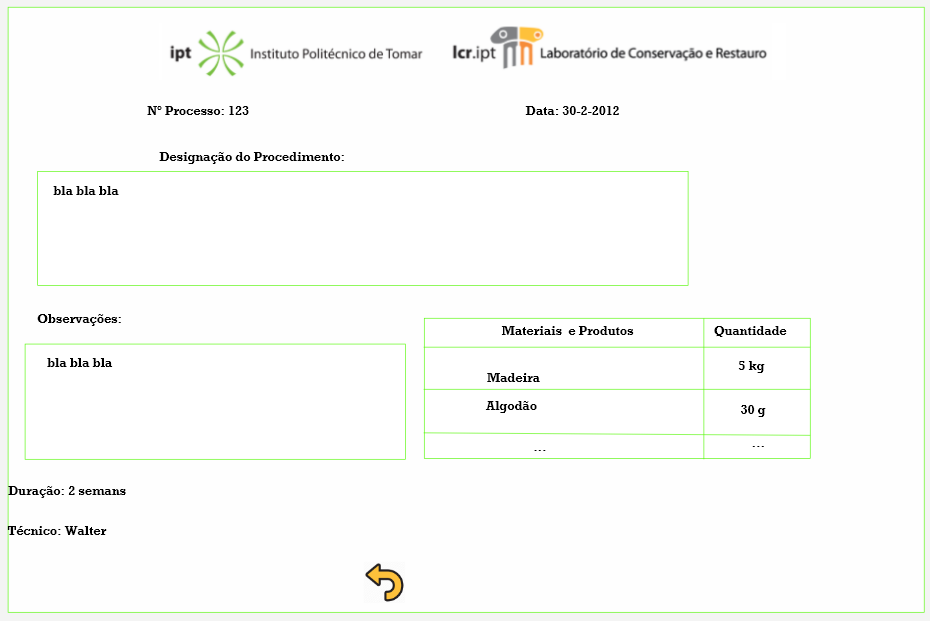 ipt Instituto Politécnico de Tomar lcr.ipt Laboratório de Conservação e Restauro
Nº Processo: 123 Data: 30-2-2012
Designação do Procedimento:
bla bla bla
Observações:
bla bla bla
Materiais e Produtos Quantidade
Madeira 5 kg
Algodão 30 g
... ...
Duração: 2 semans
Técnico: Walter